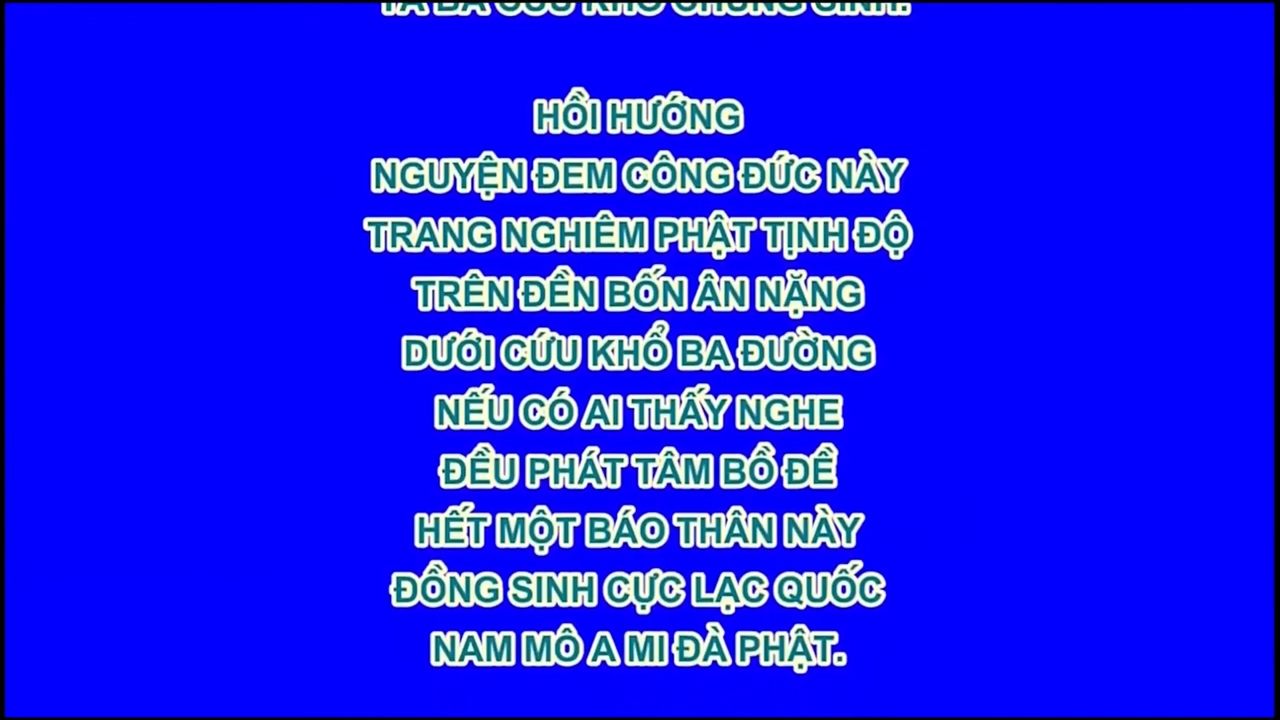 HỒI HƯỚNG
NGUYỆN ĐEM CÔNG ĐỨC NÀY
TRANG NGHIÊM PHẬT TỊNH ĐỘ
TRÊN ĐỀN BỐN ÂN NẶNG
DƯỚI CỨU KHỔ BA ĐƯỜNG
NẾU CÓ AI THẤY NGHE
ĐỀU PHÁT TÂM BỒ ĐỀ
HẾT MỘT BÁO THÂN NÀY
ĐỒNG SINH CỰC LẠC QUỐC
NAM MÔ A MI ĐÀ PHẬT.